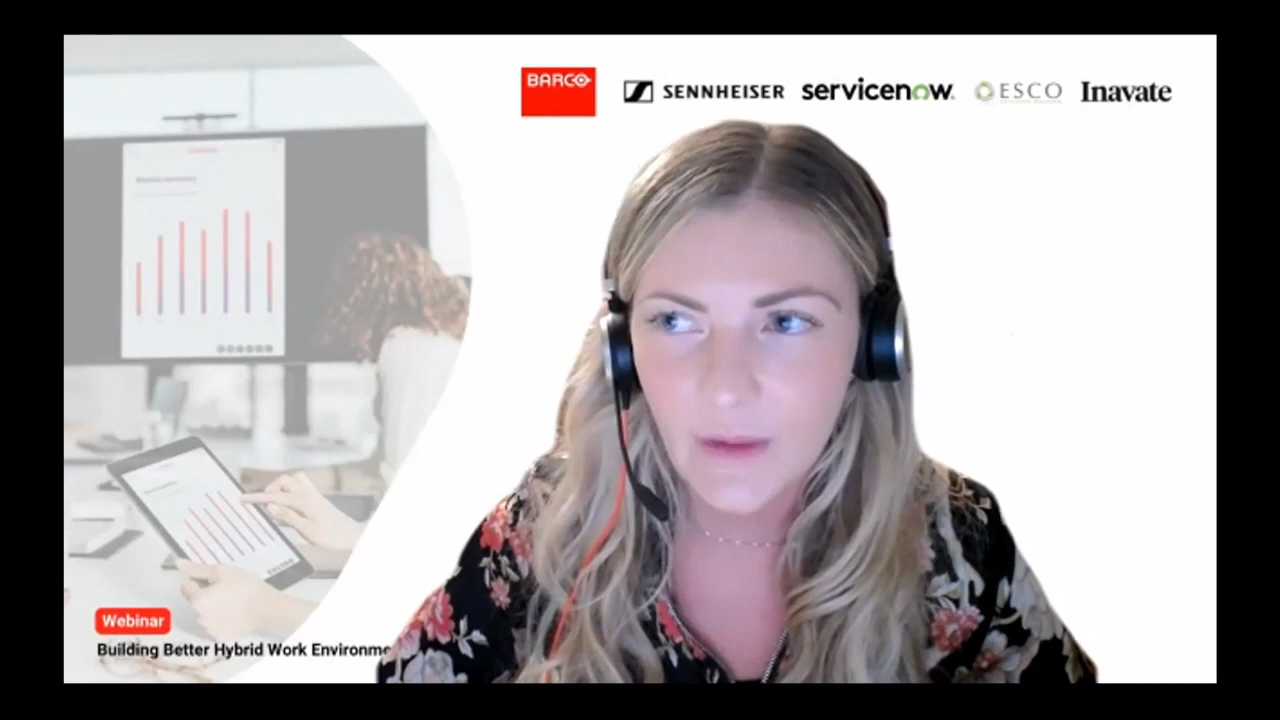 BARCO
SENNHEISER
servicenow
ESCO
Inavate
Webinar
Building Better Hybrid Work Environme